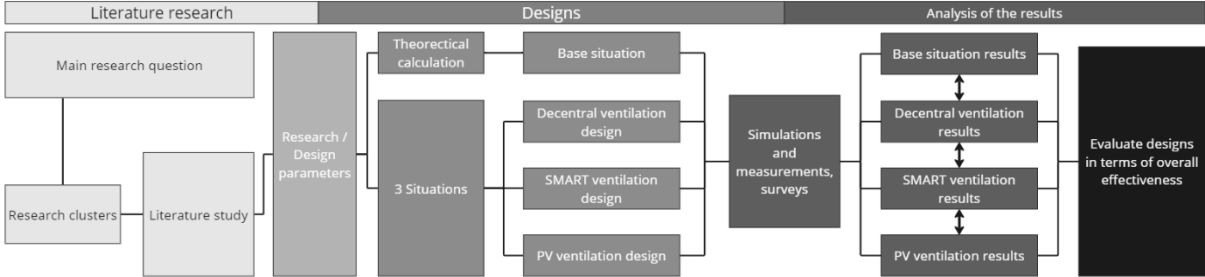 Literature research
Designs
Analysis of the results
Main research question
Research clusters
Literature study
Research /
Design
parameters
Theorectical
calculation
3 Situations
Base situation
Decentral ventilation
design
SMART ventilation
design
PV ventilation design
Simulations
and
measurements,
surveys
Base situation results
Decentral ventilation
results
SMART ventilation
results
PV ventilation results
Evaluate designs
in terms of overall
effectiveness